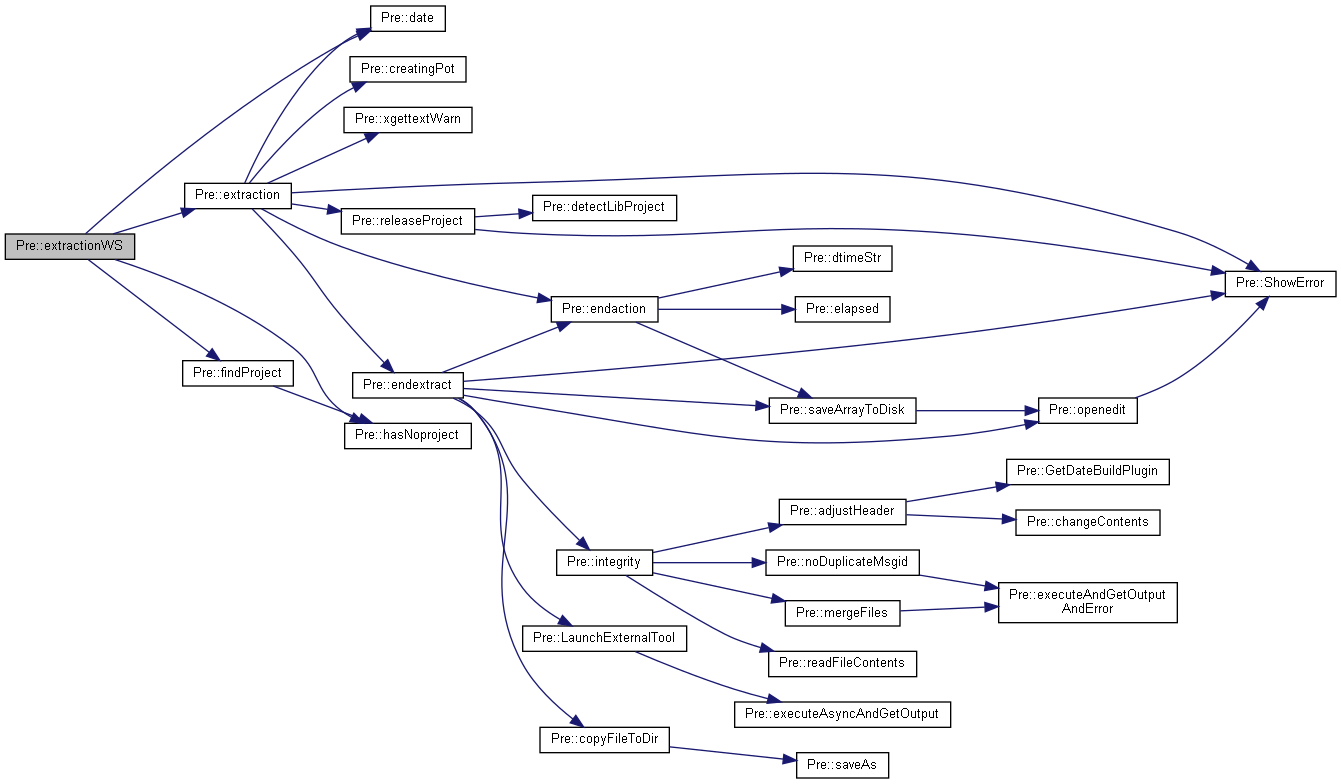 Pre::date
Pre::creatingPot
Pre::xgettextWarn
Pre::extraction
Pre::releaseProject
Pre::detectLibProject
Pre::extractionWS
Pre::dtimeStr
Pre::ShowError
Pre::endaction
Pre::elapsed
Pre::findProject
Pre::endextract
Pre::saveArrayToDisk
Pre::openedit
Pre::hasNoproject
Pre::GetDateBuildPlugin
Pre::adjustHeader
Pre::changeContents
Pre::integrity
Pre::noDuplicateMsgid
Pre::executeAndGetOutput
AndError
Pre::mergeFiles
Pre::LaunchExternalTool
Pre::readFileContents
Pre::executeAsyncAndGetOutput
Pre::copyFileToDir
Pre::saveAs